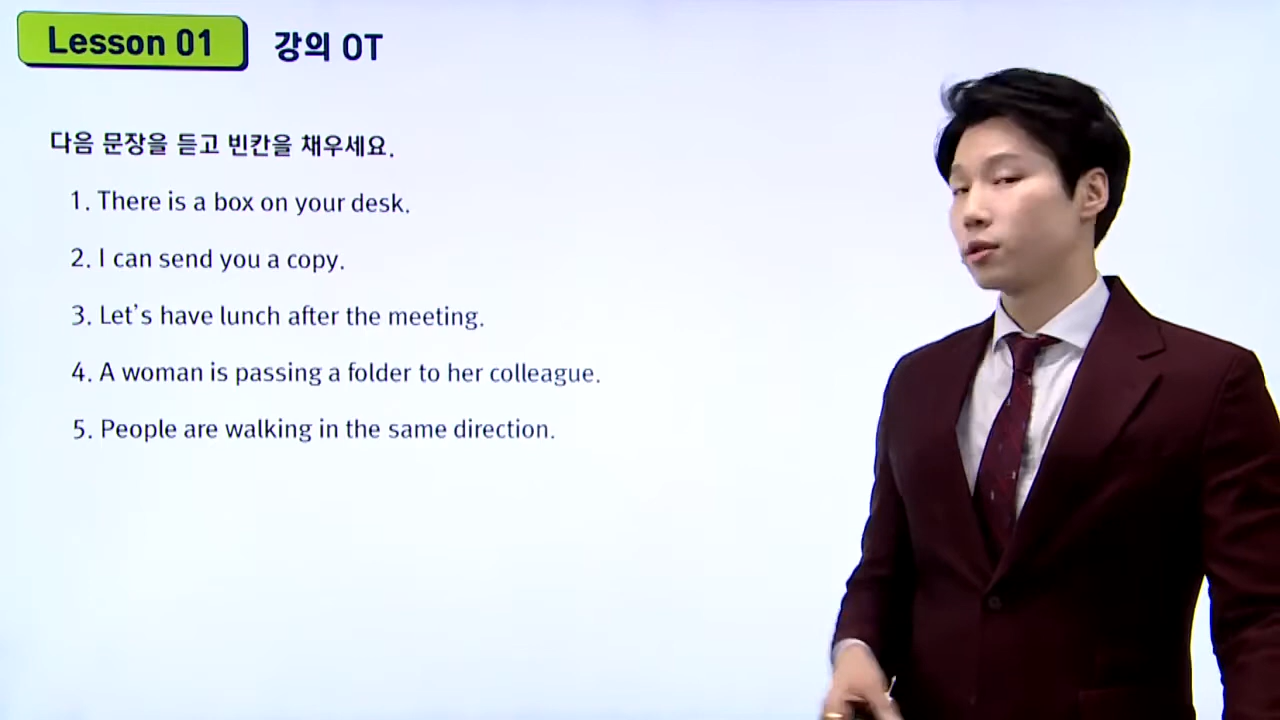 Lesson 01 강의 OT
다음 문장을 듣고 빈칸을 채우세요.
1. There is a box on your desk.
2. I can send you a copy.
3. Let's have lunch after the meeting.
4. A woman is passing a folder to her colleague.
5. People are walking in the same direction.